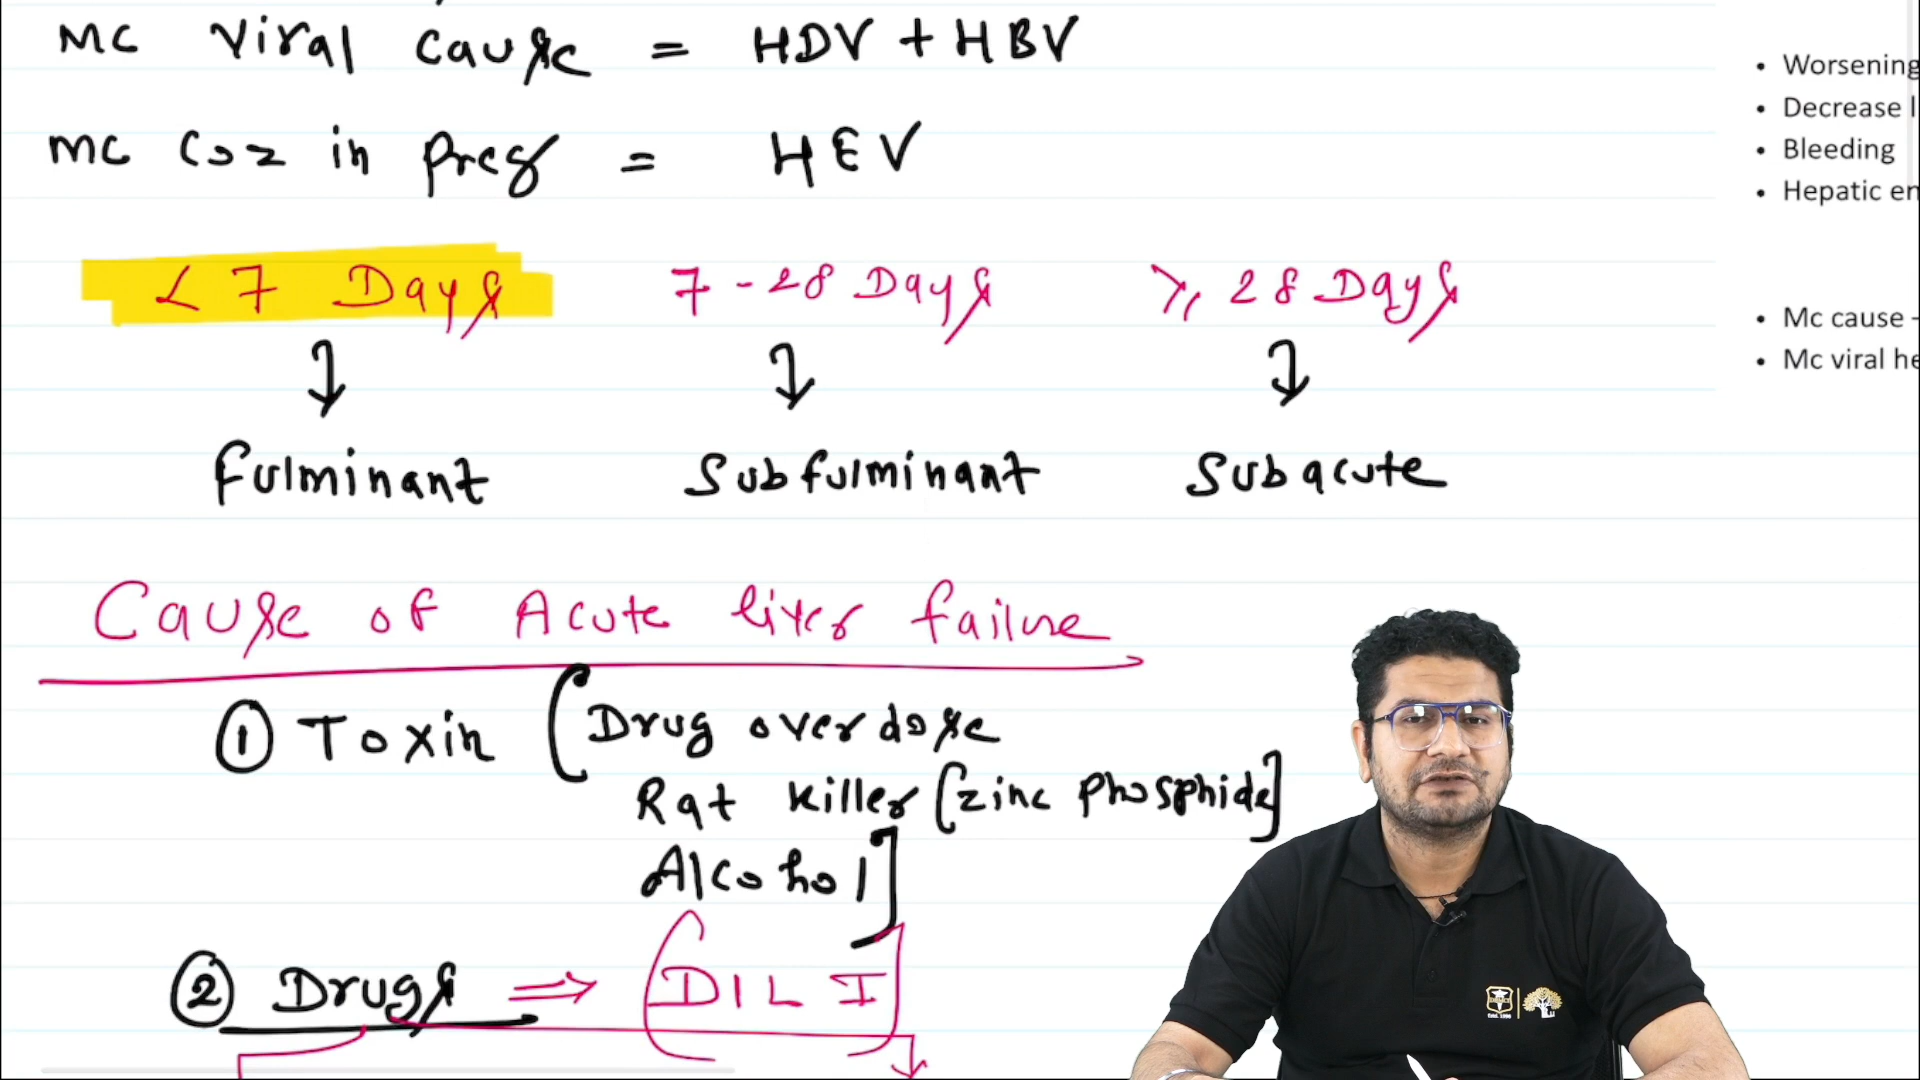 MC viral cause = HDV + HBV
MC Coz in preg = HEV
< 7 Days 7 - 28 Days ⩾ 28 Days
↓ ↓ ↓
Fulminant Subfulminant Subacute
Cause of Acute liver failure
① Toxin [Drug overdose
Rat killer [zinc phosphide]
Alcohol]
② Drugs ⇒ [DILI]
• Worsening
• Decrease
• Bleeding
• Hepatic en
• Mc cause -
• Mc viral he